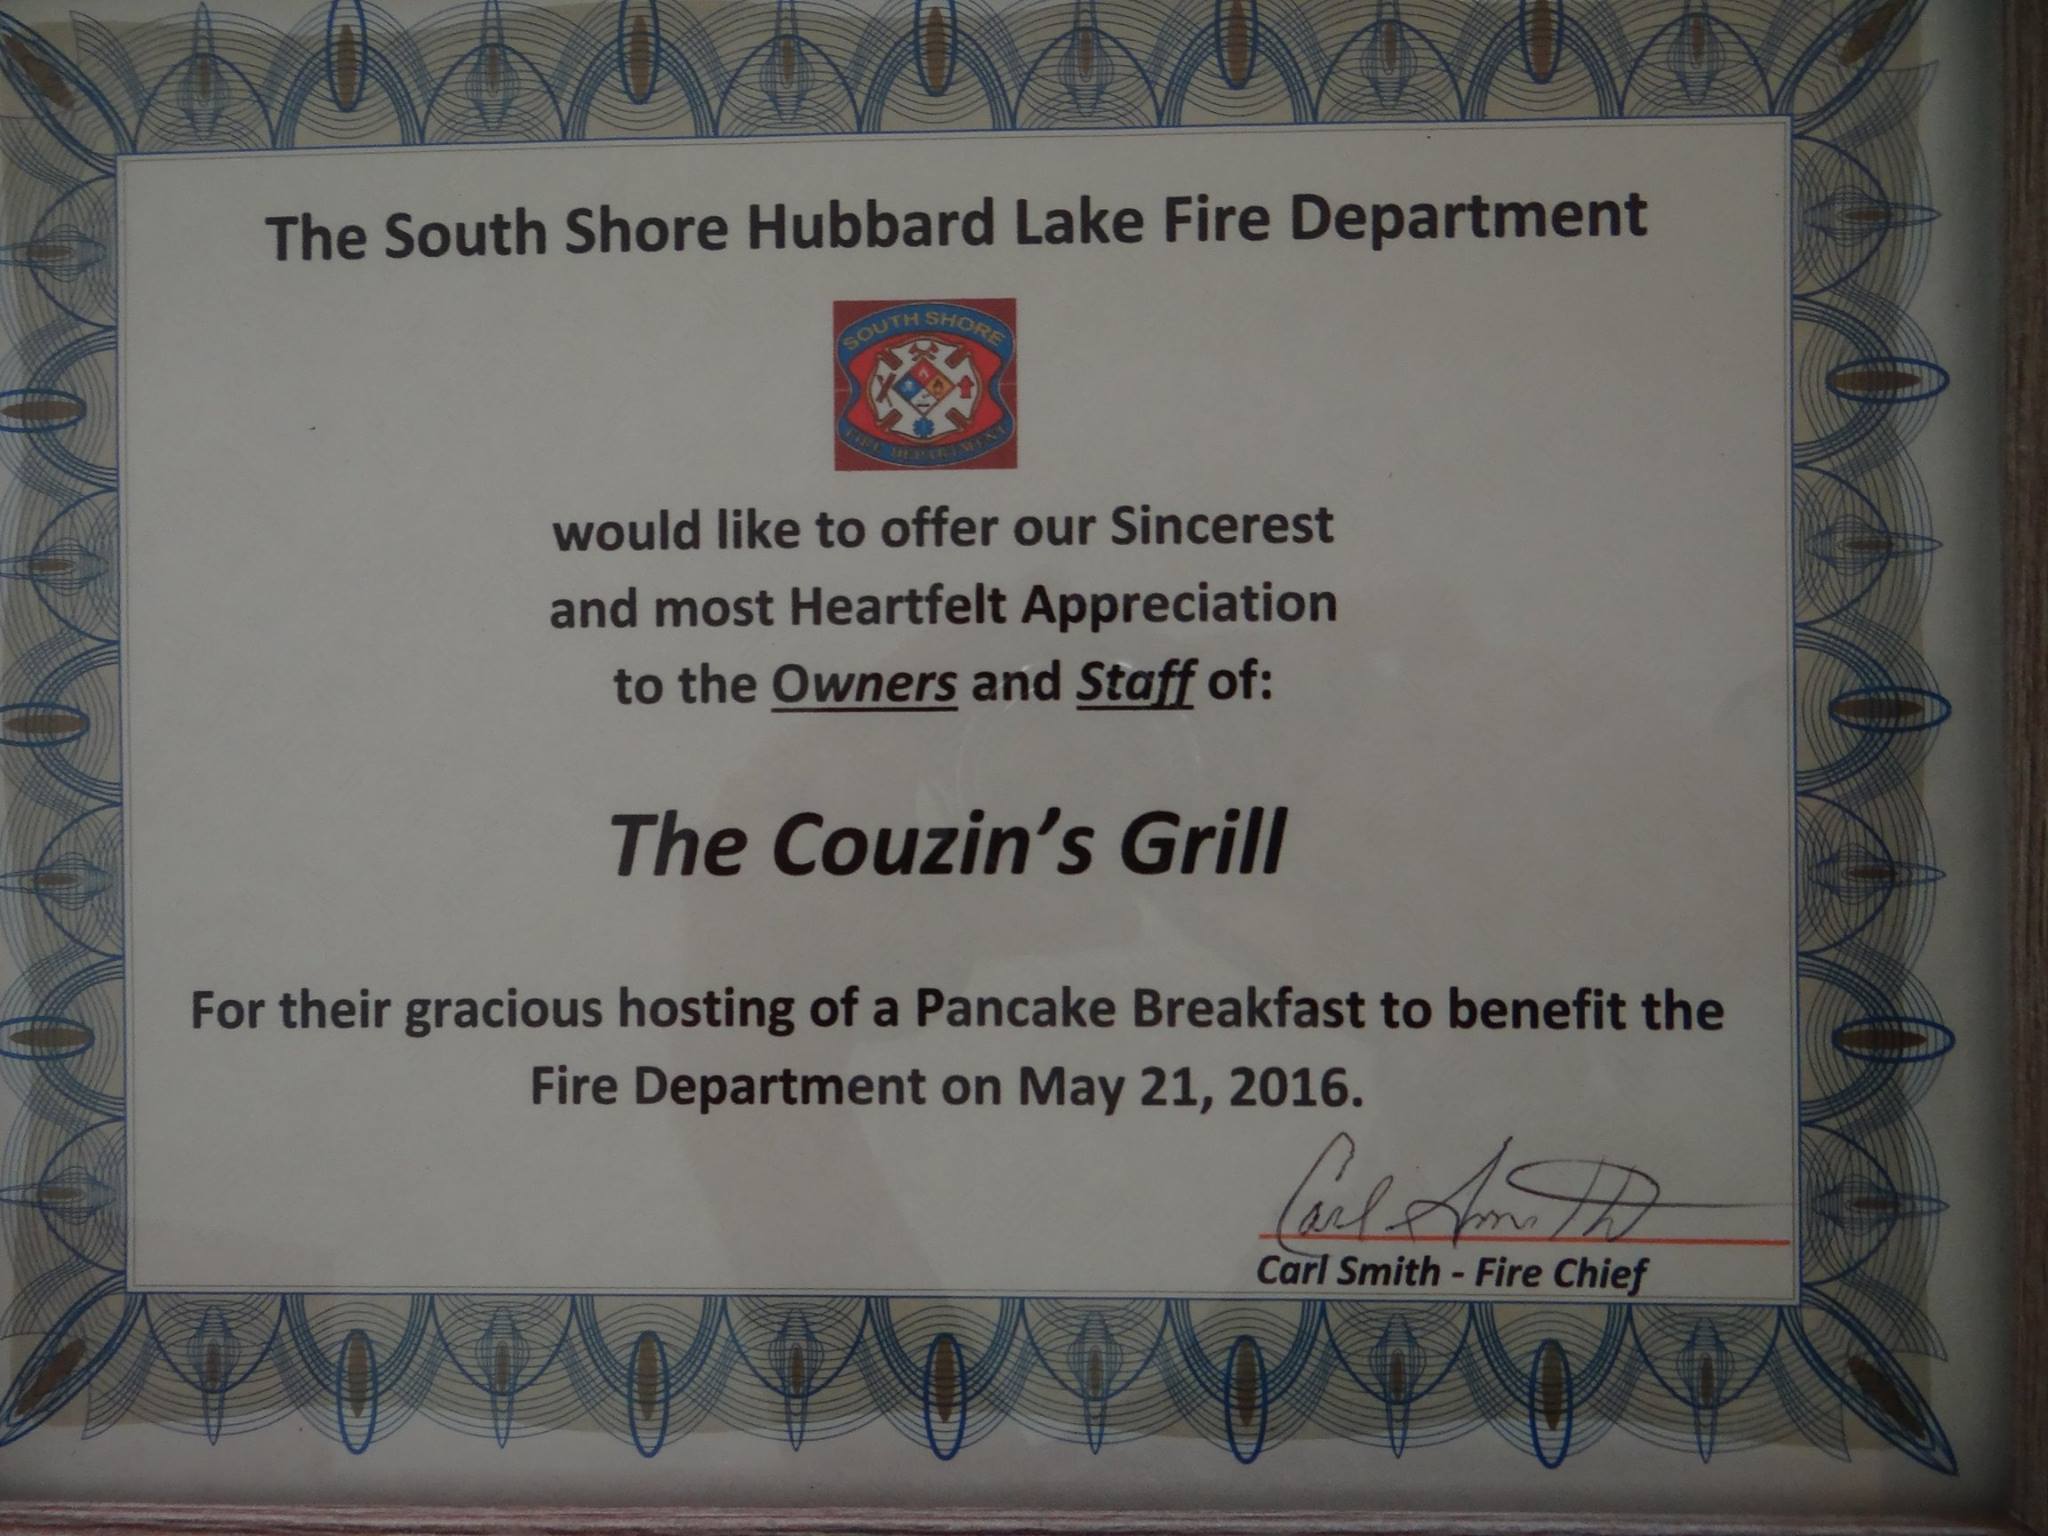 The South Shore Hubbard Lake Fire Department
SOUTH SHORE
FIRE DEPARTMENT
would like to offer our Sincerest
and most Heartfelt Appreciation
to the Owners and Staff of:
The Couzin's Grill
For their gracious hosting of a Pancake Breakfast to benefit the
Fire Department on May 21, 2016.
Carl Smith
Carl Smith - Fire Chief